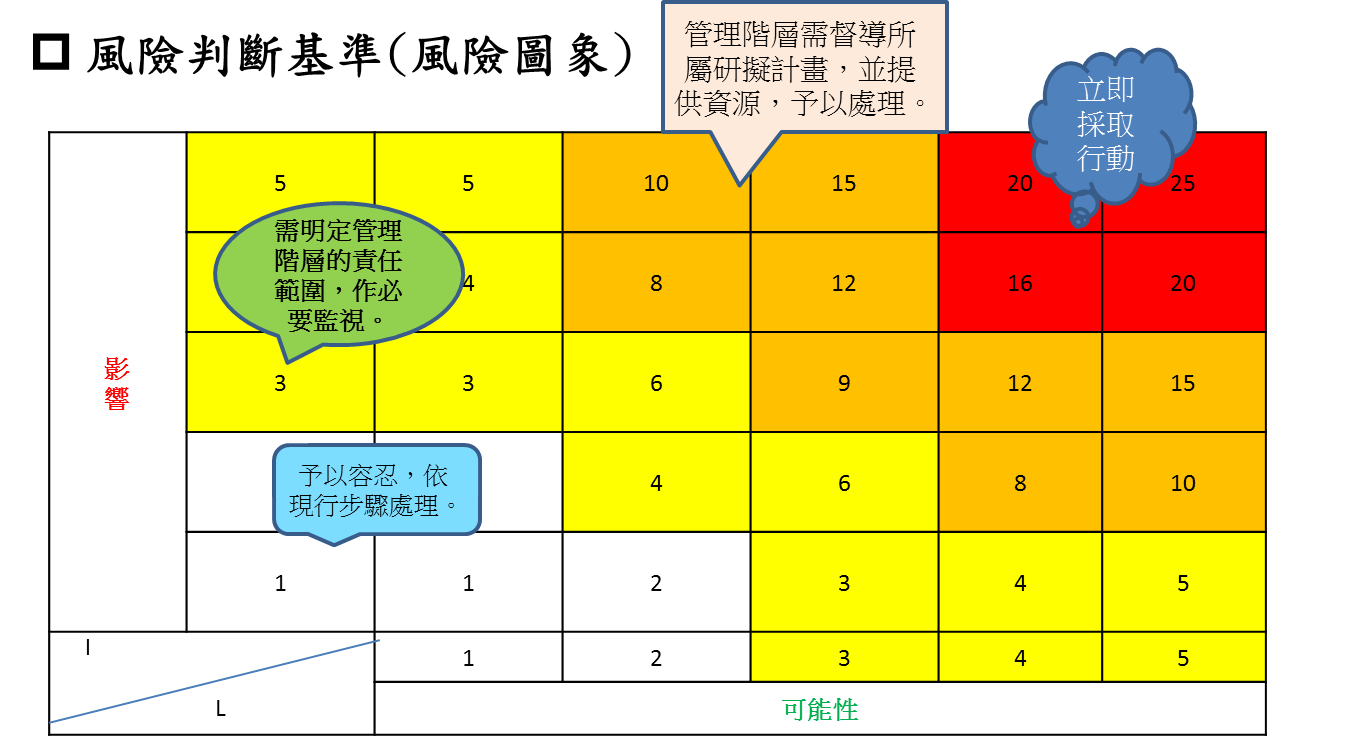 風險判斷基準(風險圖象)
管理階層需督導所
屬研擬計畫，並提
供資源，予以處理。
立即
採取
行動
5 5 10 15 20 25
需明定管理
階層的責任
範圍，作必
要監視。
4 8 12 16 20
影
響
3 3 6 9 12 15
予以容忍，依
現行步驟處理。
4 6 8 10
1 1 2 3 4 5
I
L
1 2 3 4 5
可能性